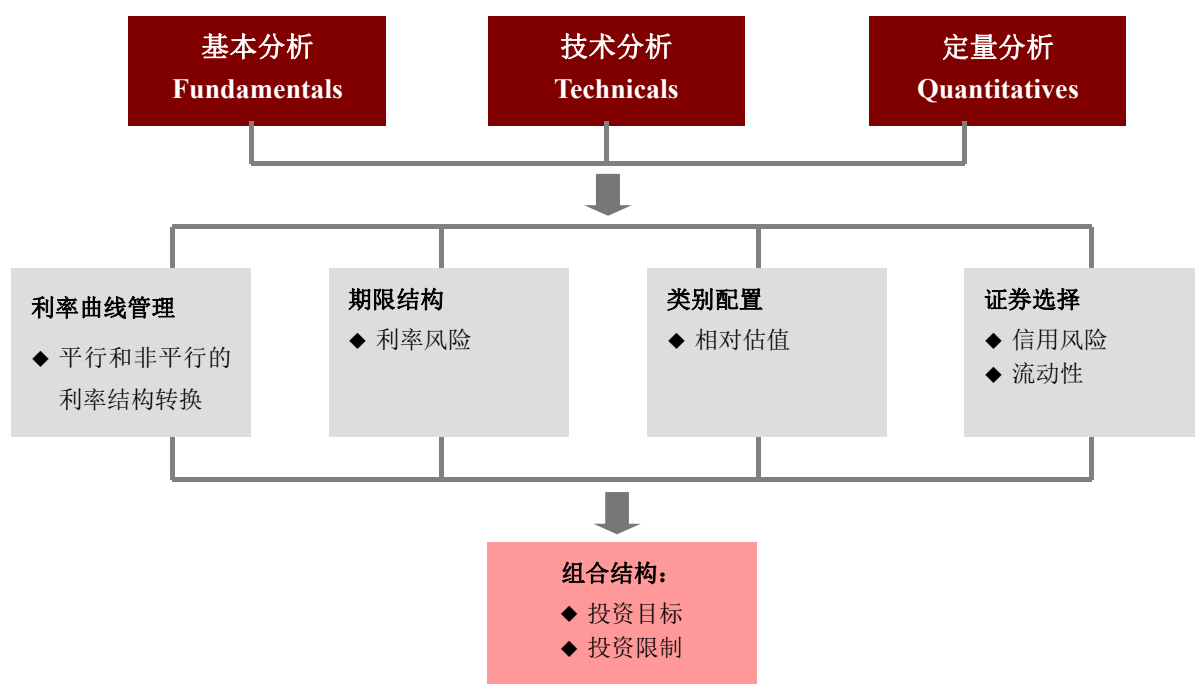 基本分析
Fundamentals
技术分析
Technicals
定量分析
Quantitatives
利率曲线管理
◆ 平行和非平行的
利率结构转换
期限结构
◆ 利率风险
类别配置
◆ 相对估值
证券选择
◆ 信用风险
◆ 流动性
组合结构：
◆ 投资目标
◆ 投资限制